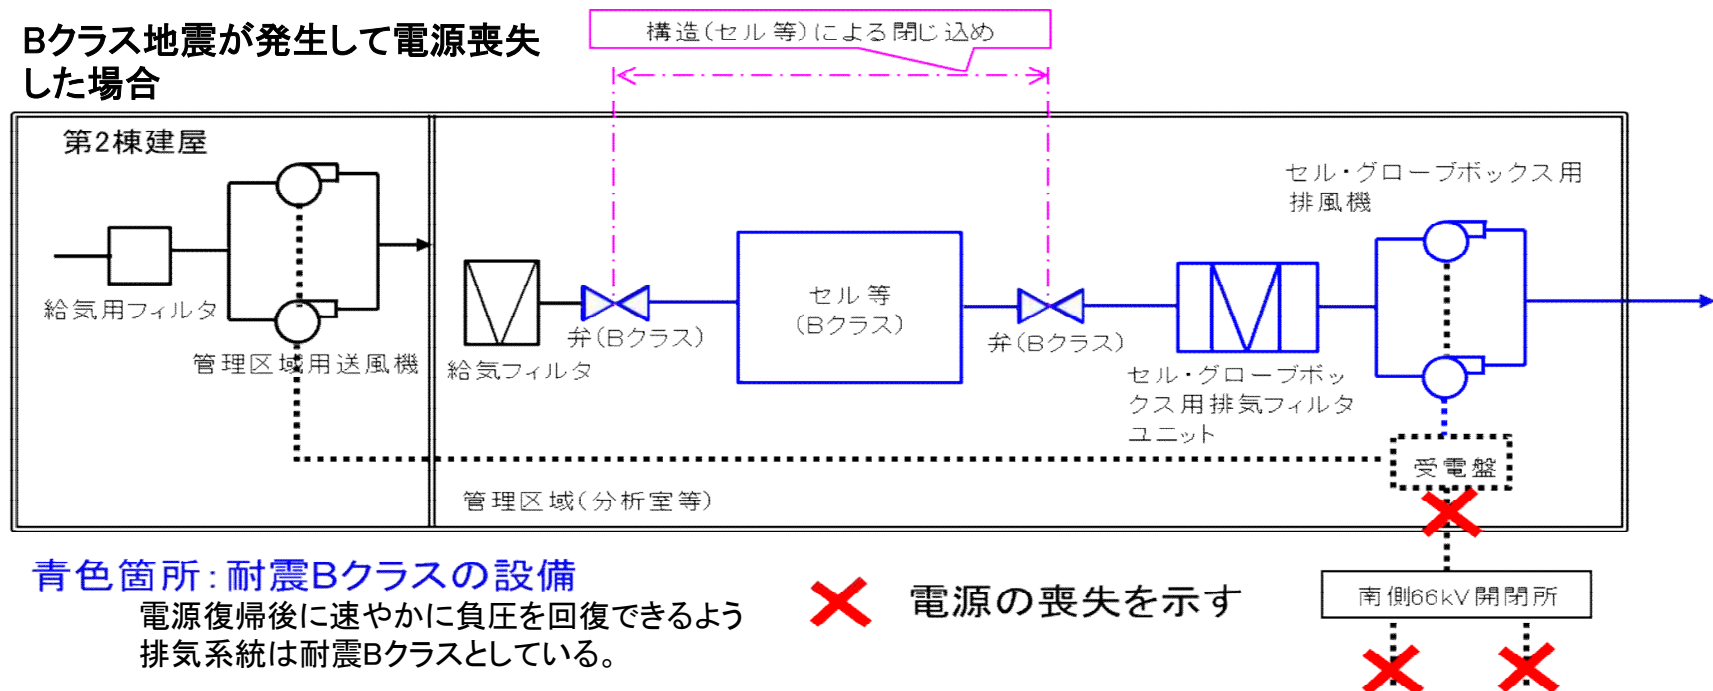 Bクラス地震が発生して電源喪失
した場合
構造(セル等)による閉じ込め
第2棟建屋
セル・グローブボックス用
排風機
給気用フィルタ
管理区域用送風機
給気フィルタ
弁(Bクラス)
セル等
(Bクラス)
弁(Bクラス)
セル・グローブボッ
クス用排気フィルタ
ユニット
受電盤
管理区域(分析室等)
青色箇所:耐震Bクラスの設備
電源復帰後に速やかに負圧を回復できるよう
排気系統は耐震Bクラスとしている。
電源の喪失を示す
南側66kV開閉所